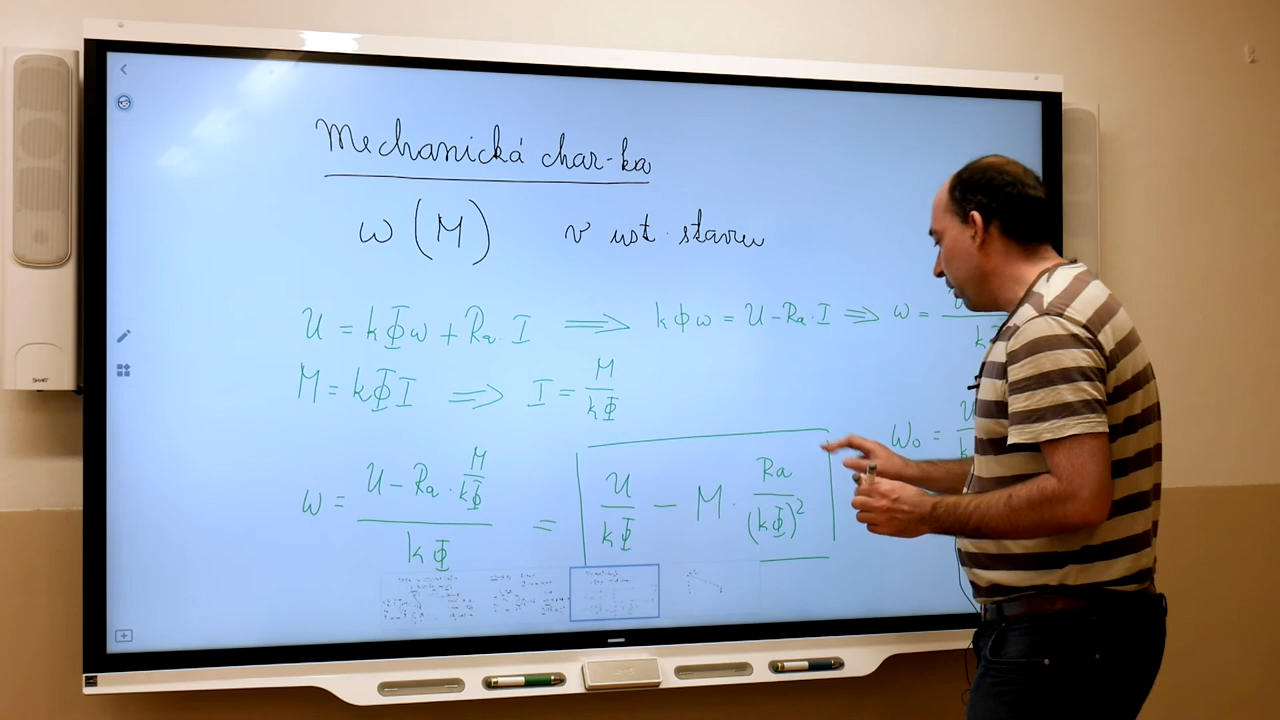 Mechanická char-ka
ω (M) v ust. stavu
U = kΦω + Ra · I ⟹ kΦω = U - Ra · I ⟹ ω =
M = kΦI ⟹ I = M / kΦ
ω₀ = U
ω = (U - Ra · M / kΦ) / kΦ = U / kΦ - M · Ra / (kΦ)²
SMART